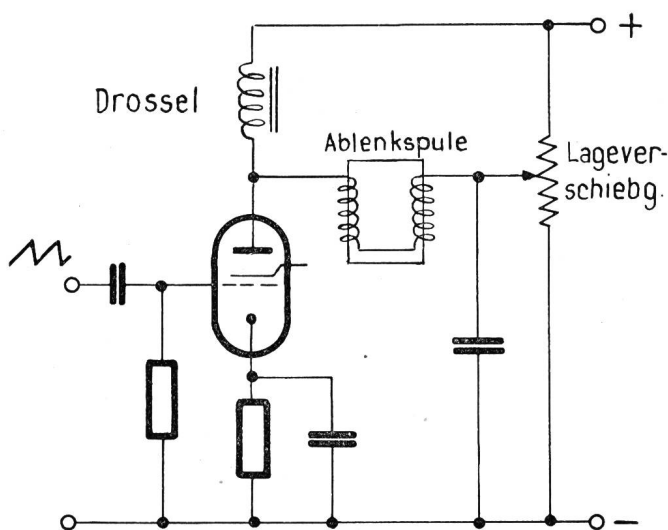 +
Drossel
Ablenkspule
Lagever-
schiebg.
−